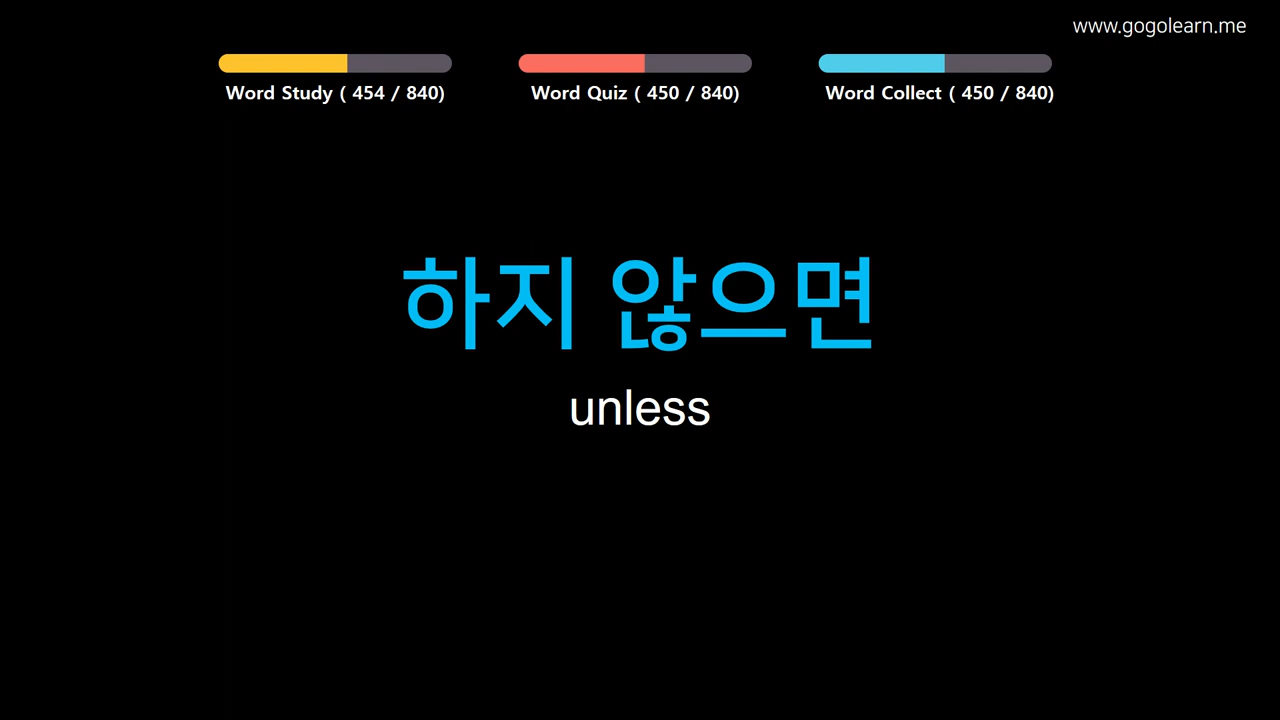 www.gogolearn.me
Word Study ( 454 / 840)
Word Quiz ( 450 / 840)
Word Collect ( 450 / 840)
하지 않으면
unless